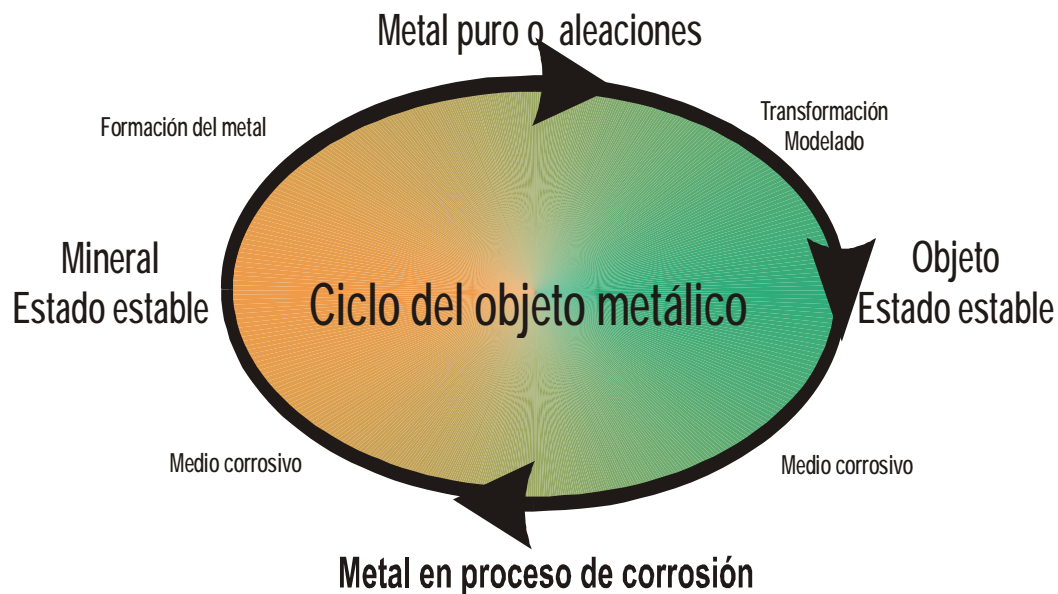 Metal puro o aleaciones
Formación del metal
Transformación
Modelado
Mineral
Estado estable
Ciclo del objeto metálico
Objeto
Estado estable
Medio corrosivo
Medio corrosivo
Metal en proceso de corrosión